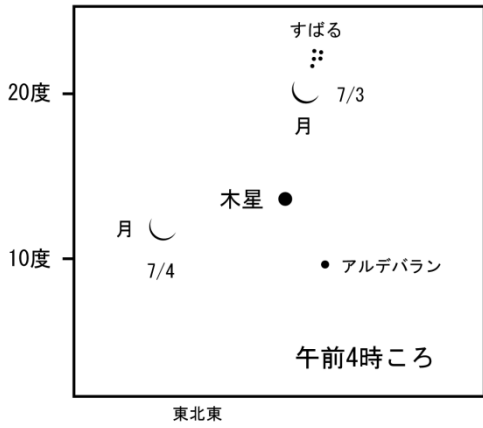 すばる
20度
7/3
月
木星
月
10度
7/4
アルデバラン
午前4時ころ
東北東